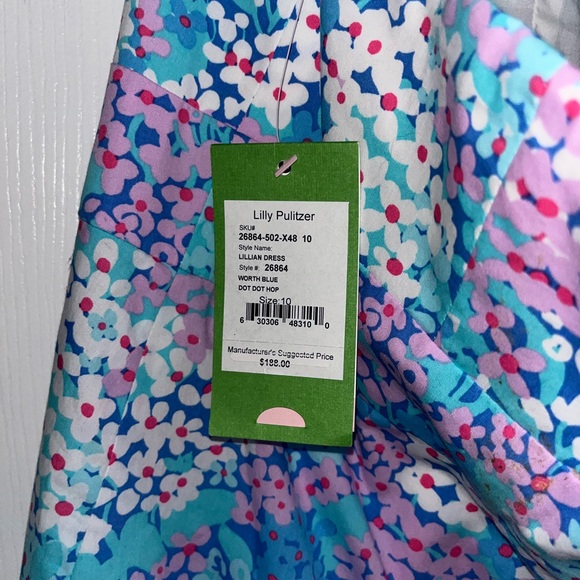 Lilly Pulitzer
SKU#
26864-502-X48 10
Style Name:
LILLIAN DRESS
Style #: 26864
WORTH BLUE
DOT DOT HOP
Size:10
6 30306 48310 0
Manufacturer's Suggested Price
$188.00